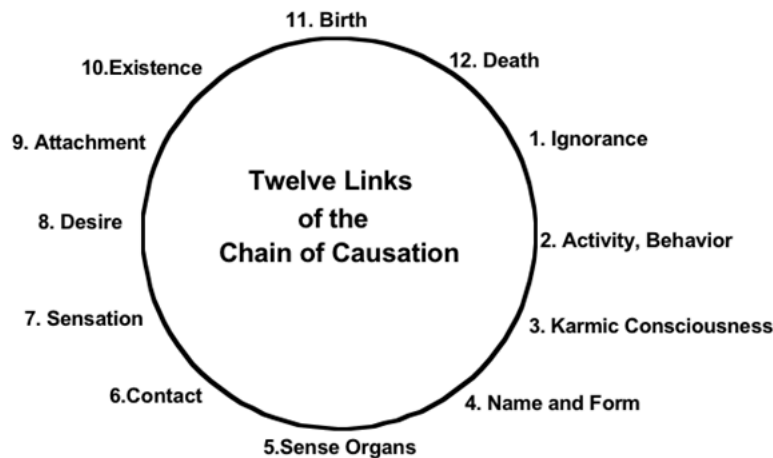 11. Birth
12. Death
10.Existence
1. Ignorance
9. Attachment
Twelve Links
of the
Chain of Causation
8. Desire
2. Activity, Behavior
7. Sensation
3. Karmic Consciousness
6.Contact
4. Name and Form
5.Sense Organs